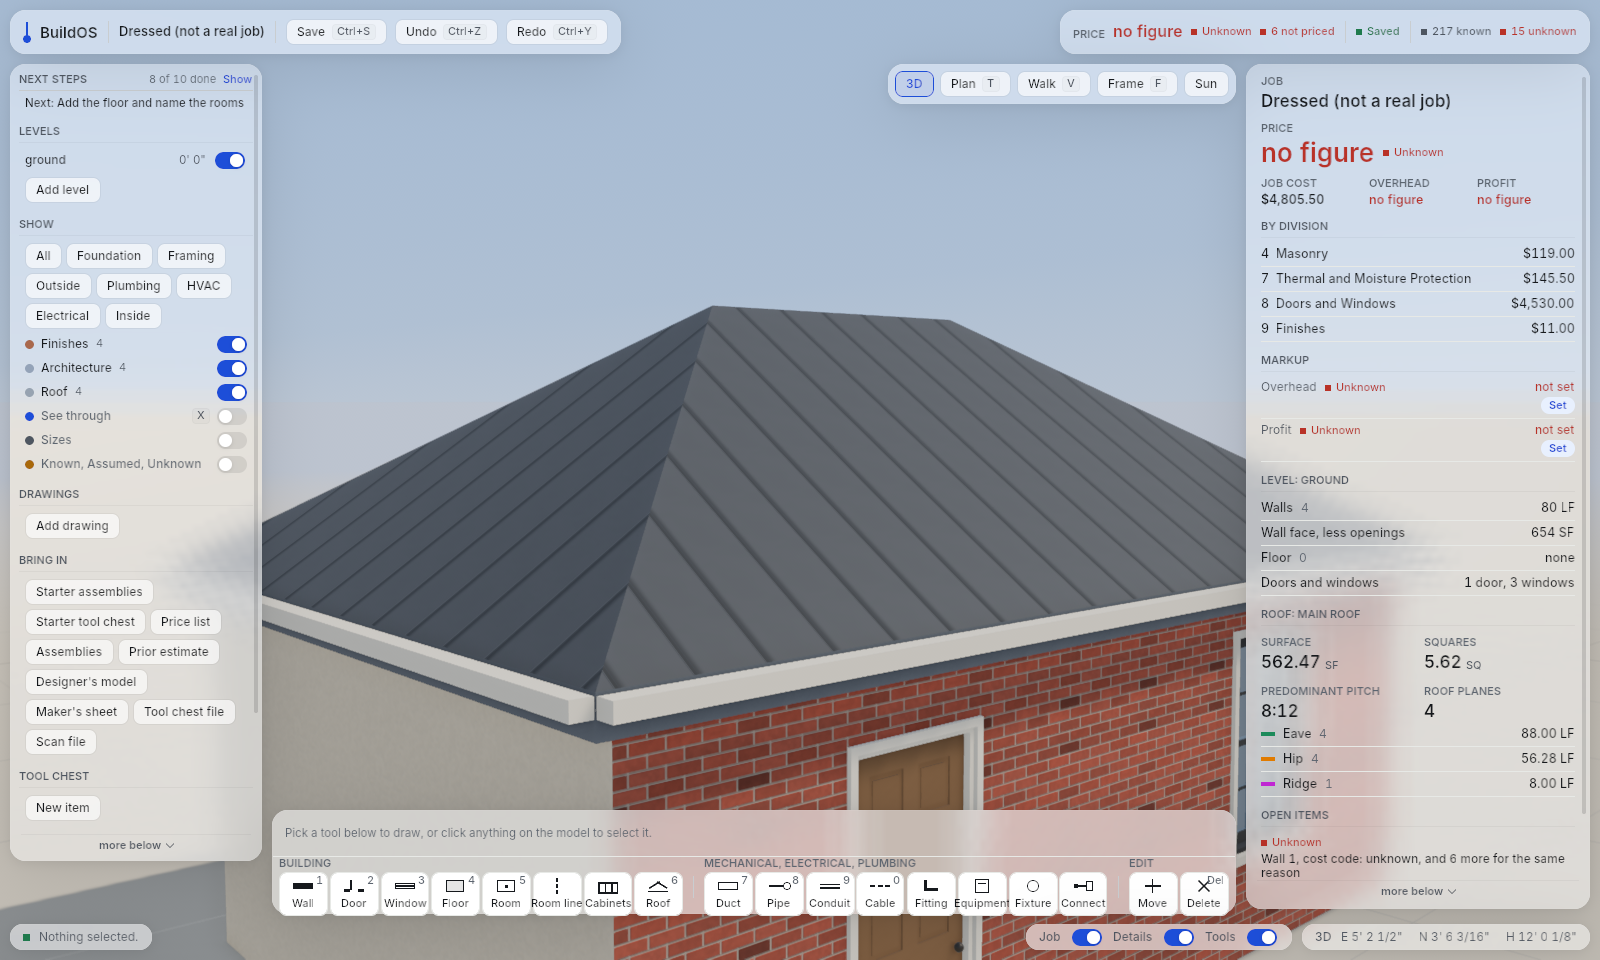 BuildOS
Dressed (not a real job)
Save Ctrl+S
Undo Ctrl+Z
Redo Ctrl+Y
PRICE no figure Unknown 6 not priced Saved 217 known 15 unknown
NEXT STEPS 8 of 10 done Show
Next: Add the floor and name the rooms
LEVELS
ground 0' 0"
Add level
SHOW
All Foundation Framing
Outside Plumbing HVAC
Electrical Inside
Finishes 4
Architecture 4
Roof 4
See through X
Sizes
Known, Assumed, Unknown
DRAWINGS
Add drawing
BRING IN
Starter assemblies
Starter tool chest Price list
Assemblies Prior estimate
Designer's model
Maker's sheet Tool chest file
Scan file
TOOL CHEST
New item
more below
Nothing selected.
3D Plan T Walk V Frame F Sun
Pick a tool below to draw, or click anything on the model to select it.
BUILDING
Wall 1
Door 2
Window 3
Floor 4
Room 5
Room line
Cabinets
Roof 6
MECHANICAL, ELECTRICAL, PLUMBING
Duct 7
Pipe 8
Conduit 9
Cable 0
Fitting
Equipment
Fixture
Connect
EDIT
Move
Delete Del
JOB
Dressed (not a real job)
PRICE
no figure Unknown
JOB COST OVERHEAD PROFIT
$4,805.50 no figure no figure
BY DIVISION
4 Masonry $119.00
7 Thermal and Moisture Protection $145.50
8 Doors and Windows $4,530.00
9 Finishes $11.00
MARKUP
Overhead Unknown not set
Set
Profit Unknown not set
Set
LEVEL: GROUND
Walls 4 80 LF
Wall face, less openings 654 SF
Floor 0 none
Doors and windows 1 door, 3 windows
ROOF: MAIN ROOF
SURFACE SQUARES
562.47 SF 5.62 SQ
PREDOMINANT PITCH ROOF PLANES
8:12 4
Eave 4 88.00 LF
Hip 4 56.28 LF
Ridge 1 8.00 LF
OPEN ITEMS
Unknown
Wall 1, cost code: unknown, and 6 more for the same
reason
more below
Job Details Tools
3D E 5' 2 1/2" N 3' 6 3/16" H 12' 0 1/8"